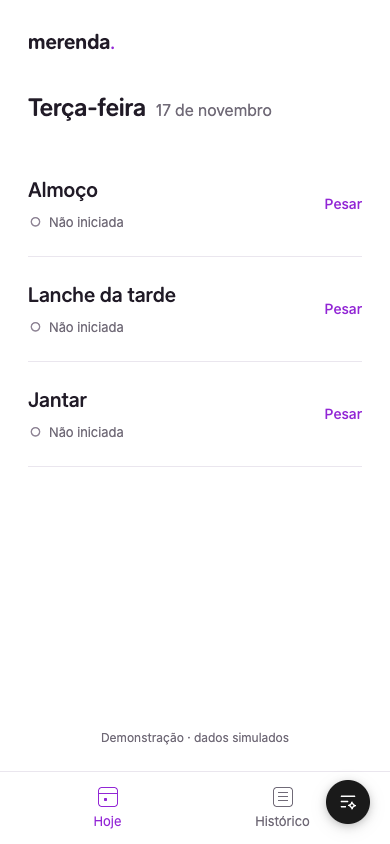 merenda.
Terça-feira 17 de novembro
Almoço
Não iniciada
Pesar
Lanche da tarde
Não iniciada
Pesar
Jantar
Não iniciada
Pesar
Demonstração · dados simulados
Hoje
Histórico